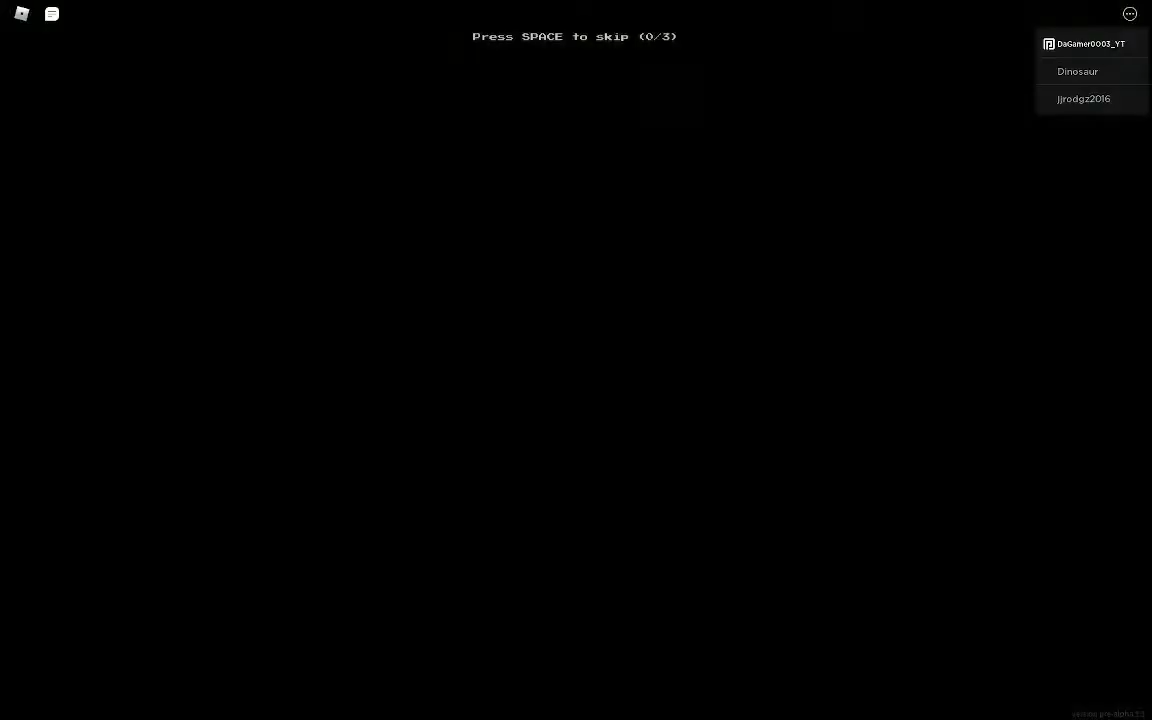 Press SPACE to skip (0/3)
DaGamer0003_YT
Dinosaur
jjrodgz2016